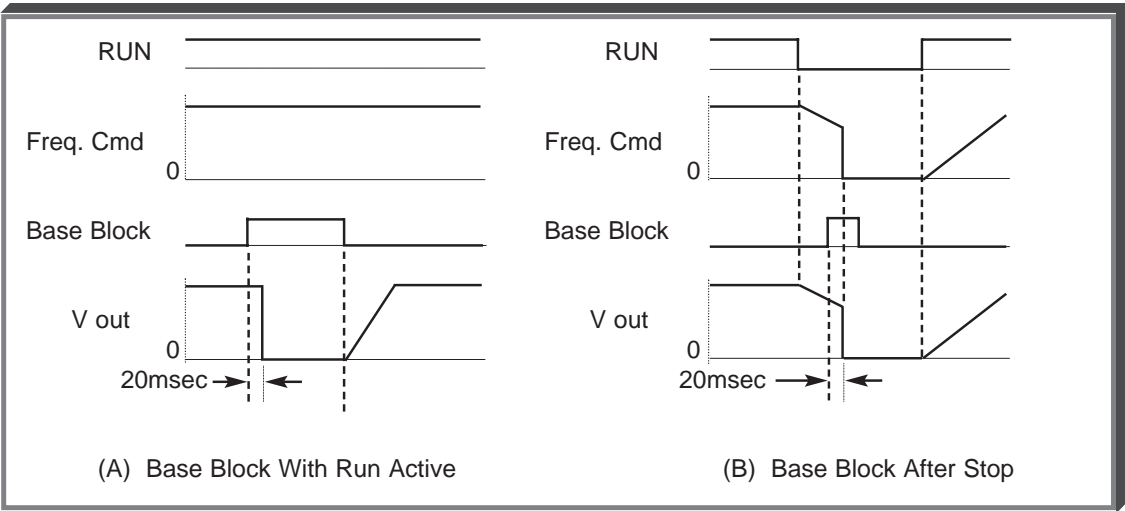 RUN
Freq. Cmd
0
Base Block
V out
0
20msec
(A) Base Block With Run Active
RUN
Freq. Cmd
0
Base Block
V out
0
20msec
(B) Base Block After Stop